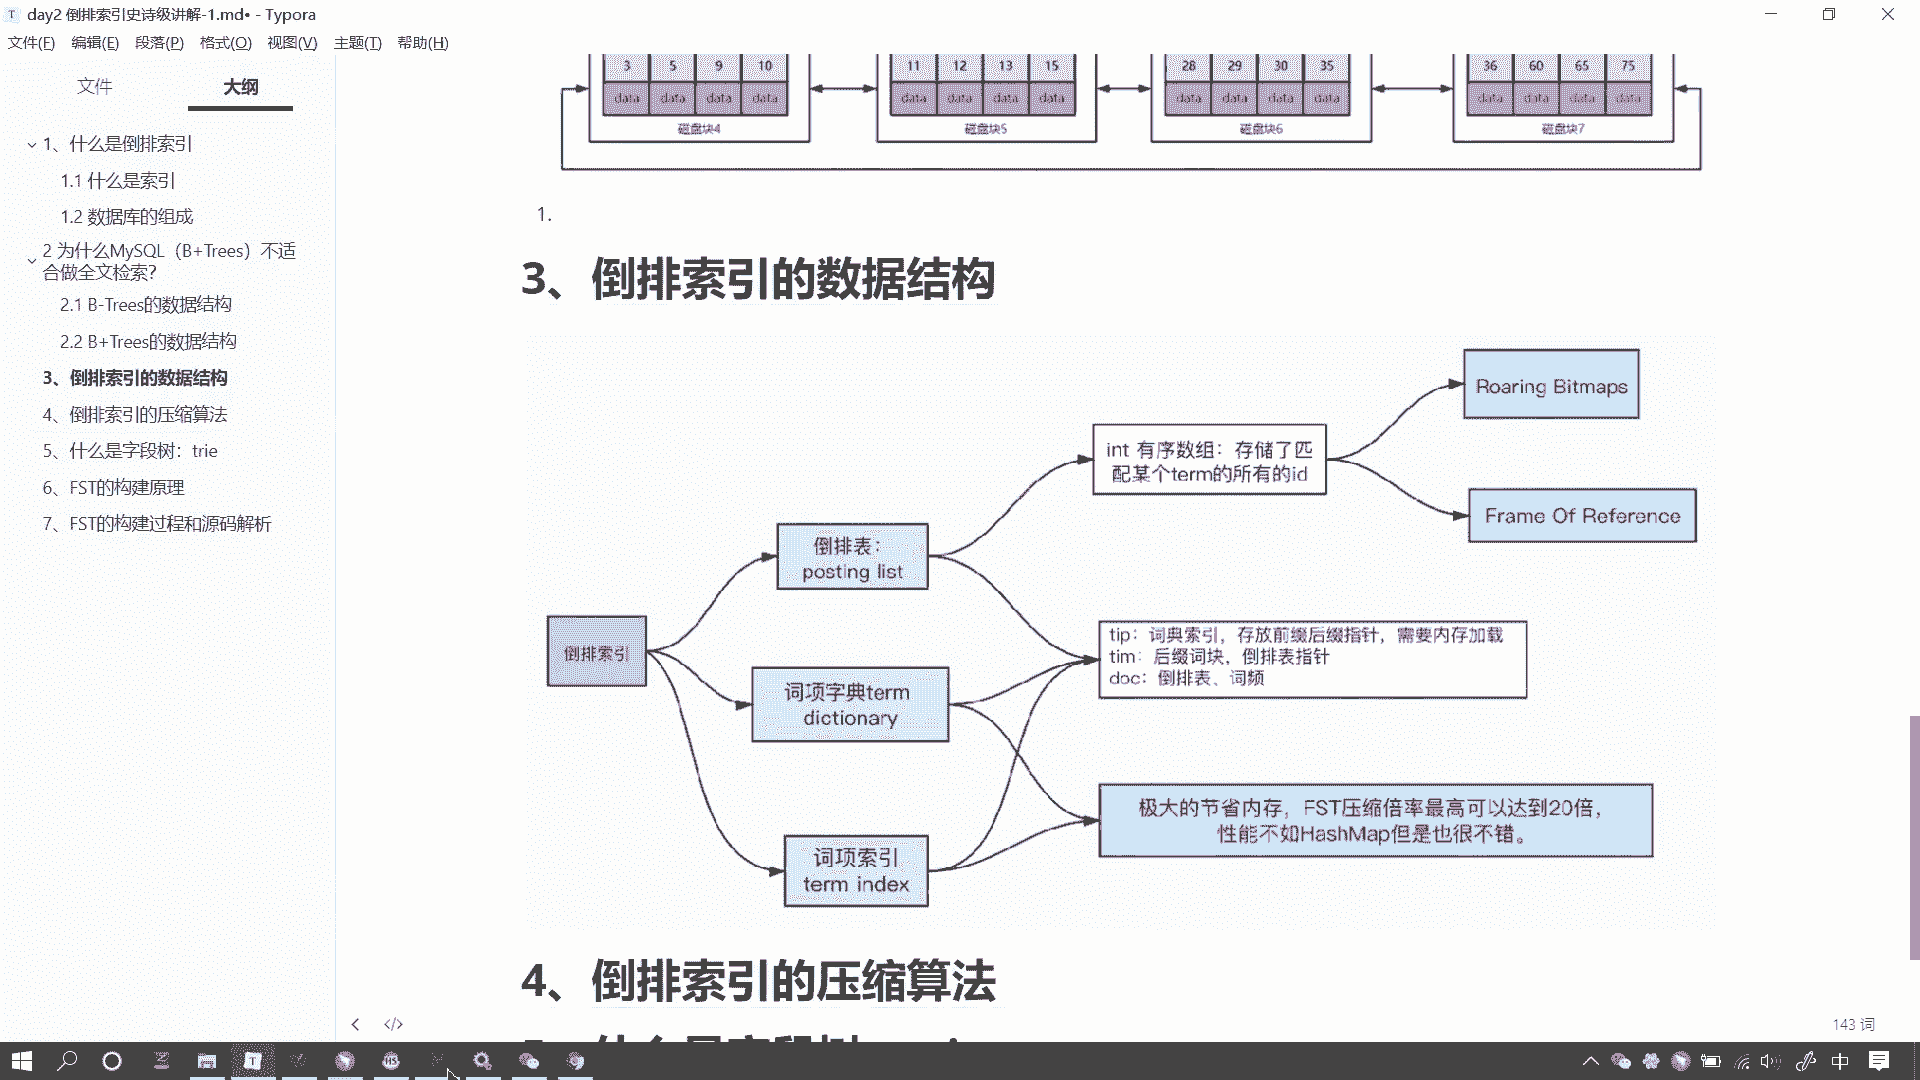 day2 倒排索引史诗级讲解-1.md• - Typora
文件(F) 编辑(E) 段落(P) 格式(O) 视图(V) 主题(T) 帮助(H)
文件 大纲
1、什么是倒排索引
1.1 什么是索引
1.2 数据库的组成
2 为什么MySQL（B+Trees）不适
合做全文检索？
2.1 B-Trees的数据结构
2.2 B+Trees的数据结构
3、倒排索引的数据结构
4、倒排索引的压缩算法
5、什么是字段树：trie
6、FST的构建原理
7、FST的构建过程和源码解析
3 5 9 10
data data data data
磁盘块4
11 12 13 15
data data data data
磁盘块5
28 29 30 35
data data data data
磁盘块6
36 60 65 75
data data data data
磁盘块7
1.
3、倒排索引的数据结构
倒排索引
倒排表：
posting list
词项字典term
dictionary
词项索引
term index
int 有序数组：存储了匹
配某个term的所有的id
Roaring Bitmaps
Frame Of Reference
tip：词典索引，存放前缀后缀指针，需要内存加载
tim：后缀词块，倒排表指针
doc：倒排表、词频
极大的节省内存，FST压缩倍率最高可以达到20倍，
性能不如HashMap但是也很不错。
4、倒排索引的压缩算法
143 词
中